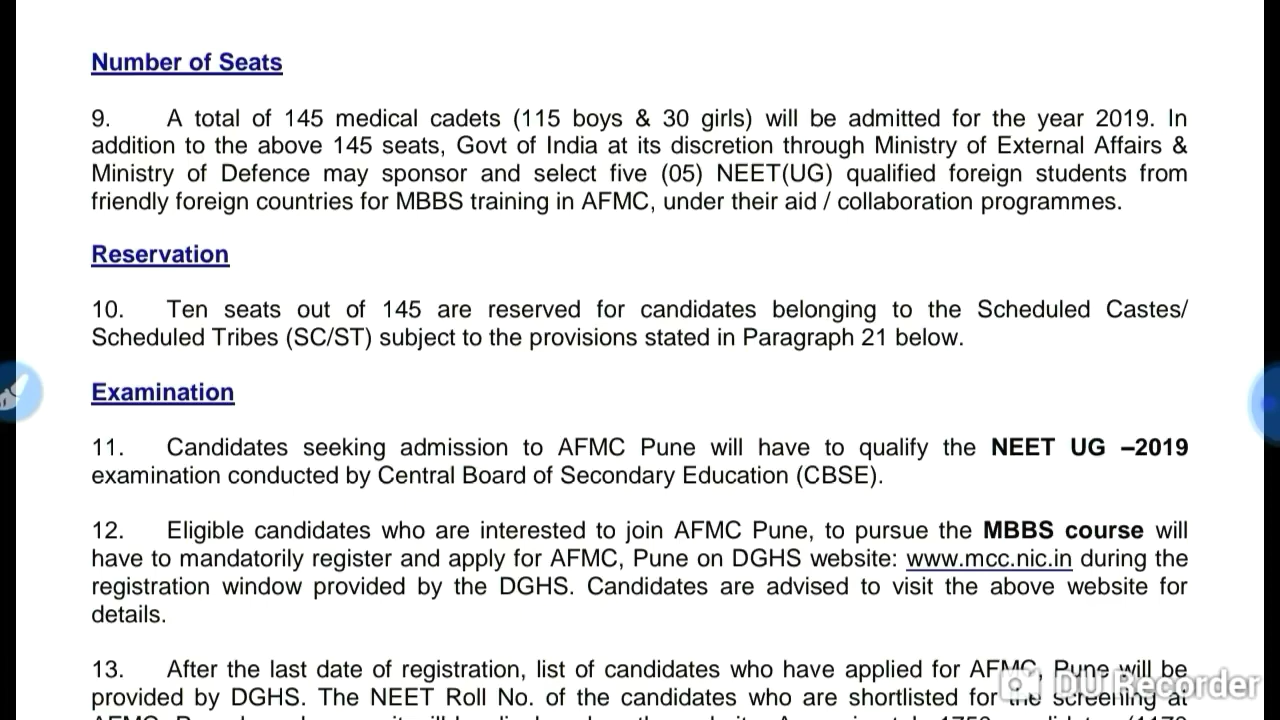 Number of Seats
9. A total of 145 medical cadets (115 boys & 30 girls) will be admitted for the year 2019. In
addition to the above 145 seats, Govt of India at its discretion through Ministry of External Affairs &
Ministry of Defence may sponsor and select five (05) NEET(UG) qualified foreign students from
friendly foreign countries for MBBS training in AFMC, under their aid / collaboration programmes.
Reservation
10. Ten seats out of 145 are reserved for candidates belonging to the Scheduled Castes/
Scheduled Tribes (SC/ST) subject to the provisions stated in Paragraph 21 below.
Examination
11. Candidates seeking admission to AFMC Pune will have to qualify the NEET UG –2019
examination conducted by Central Board of Secondary Education (CBSE).
12. Eligible candidates who are interested to join AFMC Pune, to pursue the MBBS course will
have to mandatorily register and apply for AFMC, Pune on DGHS website: www.mcc.nic.in during the
registration window provided by the DGHS. Candidates are advised to visit the above website for
details.
13. After the last date of registration, list of candidates who have applied for AFMC, Pune will be
provided by DGHS. The NEET Roll No. of the candidates who are shortlisted for the screening at
DU Recorder